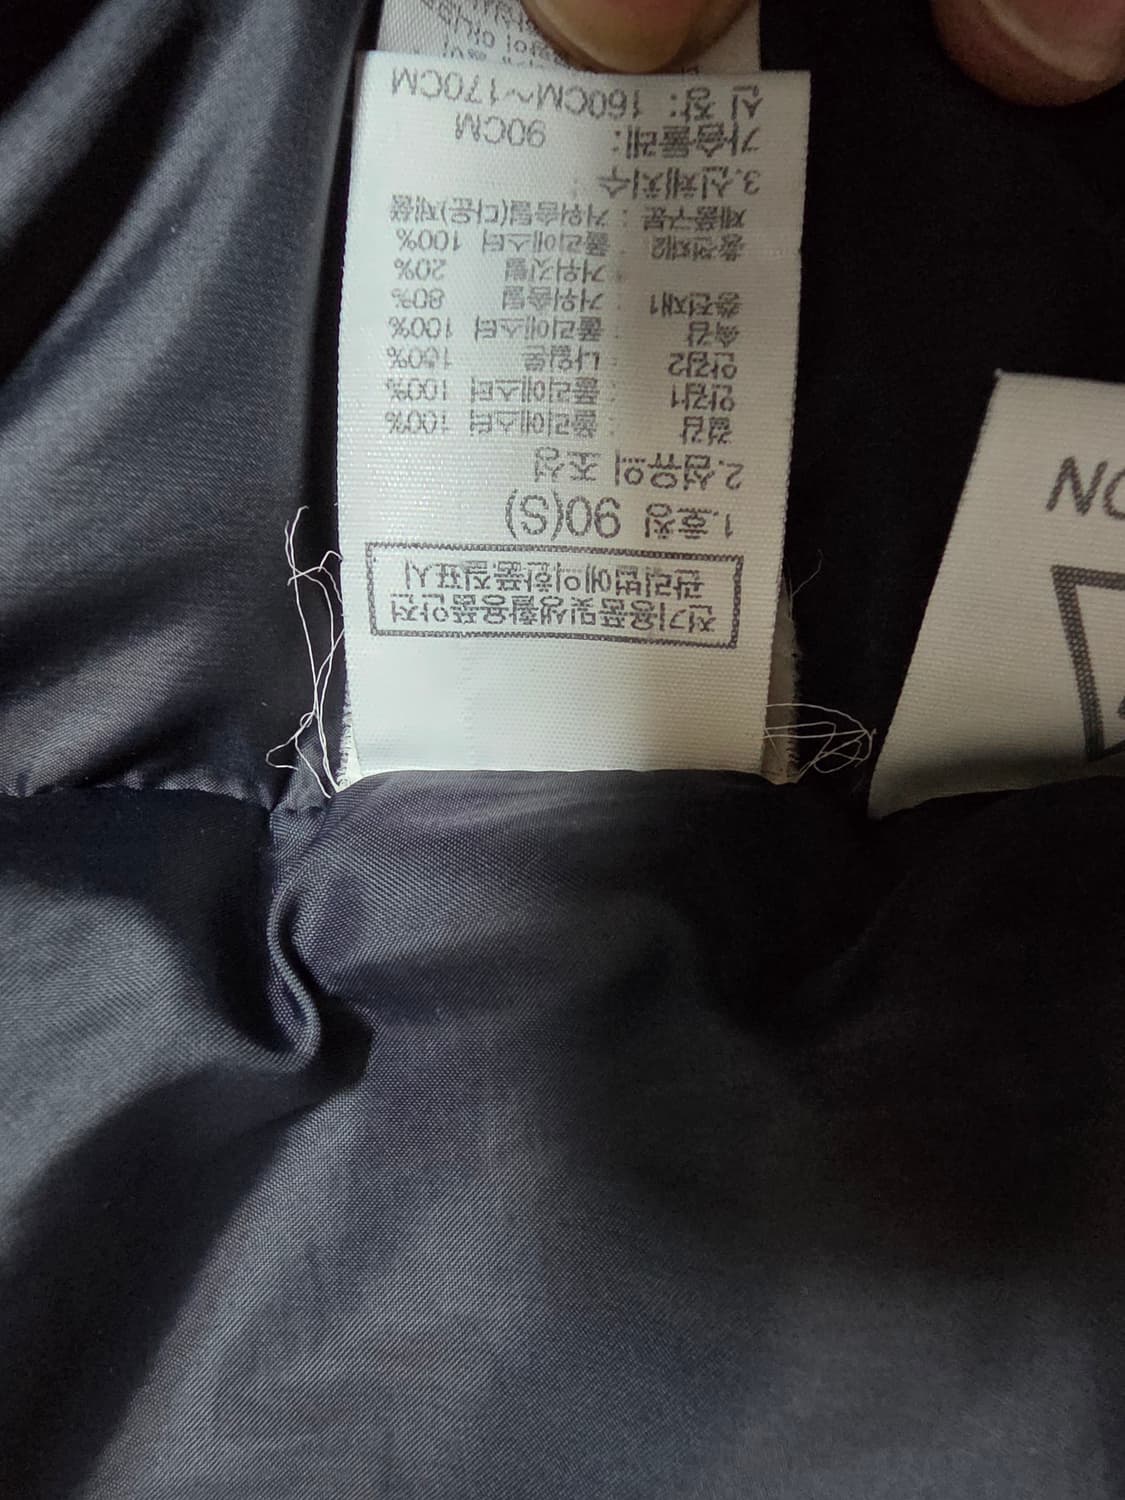 전기용품및생활용품안전
관리법에의한품질표시
1.호칭 90(S)
2.섬유의 조성
겉감 : 폴리에스터 100%
안감1 : 폴리에스터 100%
안감2 : 나일론 100%
속감 : 폴리에스터 100%
충전재1 : 거위솜털 80%
: 거위깃털 20%
충전재2 : 폴리에스터 100%
제품구분 : 거위솜털(다운)제품
3.신체치수
가슴둘레: 90CM
신 장: 160CM~170CM